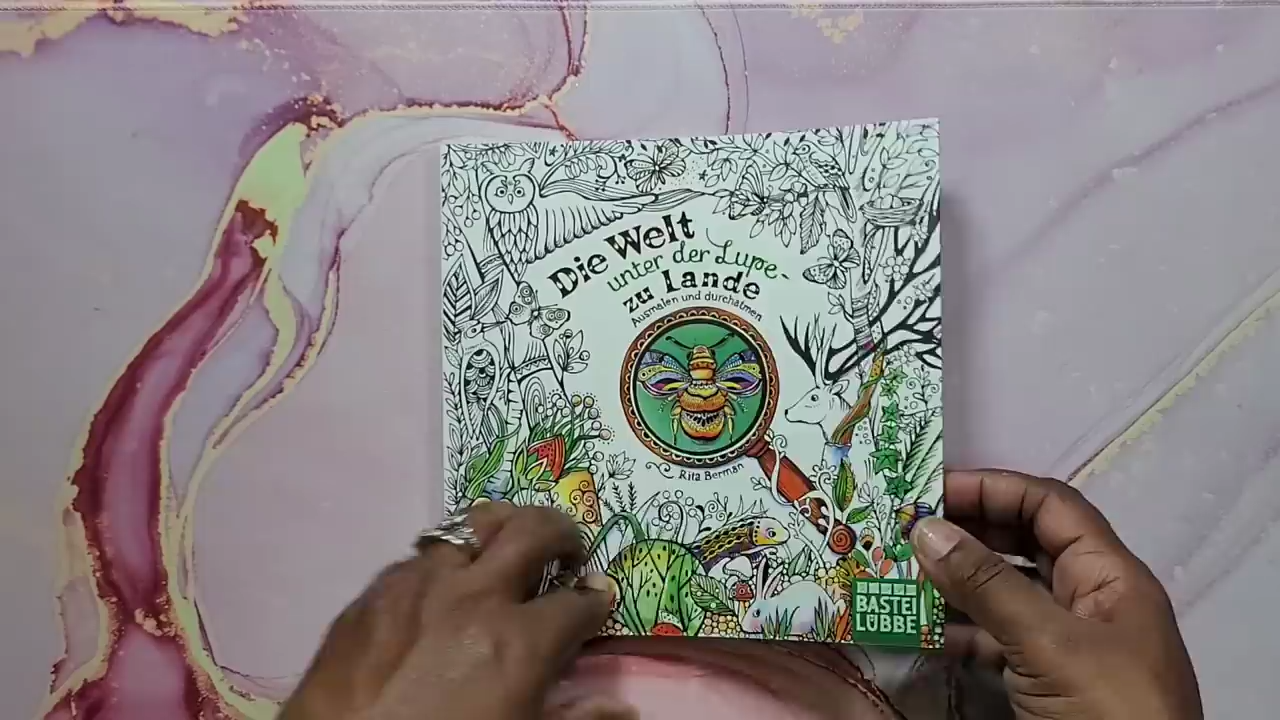 Die Welt
unter der Lupe-
zu Lande
Ausmalen und durchatmen
Rita Berman
BASTEI
LÜBBE